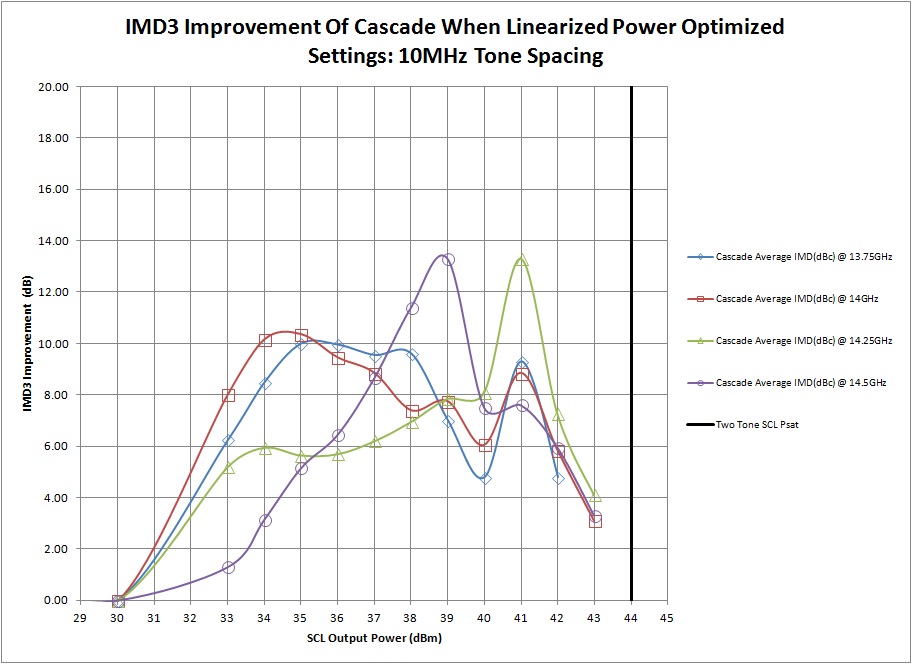 IMD3 Improvement Of Cascade When Linearized Power Optimized
Settings: 10MHz Tone Spacing
20.00
18.00
16.00
14.00
12.00
10.00
8.00
6.00
4.00
2.00
0.00
IMD3 Improvement (dB)
29 30 31 32 33 34 35 36 37 38 39 40 41 42 43 44 45
SCL Output Power (dBm)
Cascade Average IMD(dBc) @ 13.75GHz
Cascade Average IMD(dBc) @ 14GHz
Cascade Average IMD(dBc) @ 14.25GHz
Cascade Average IMD(dBc) @ 14.5GHz
Two Tone SCL Psat